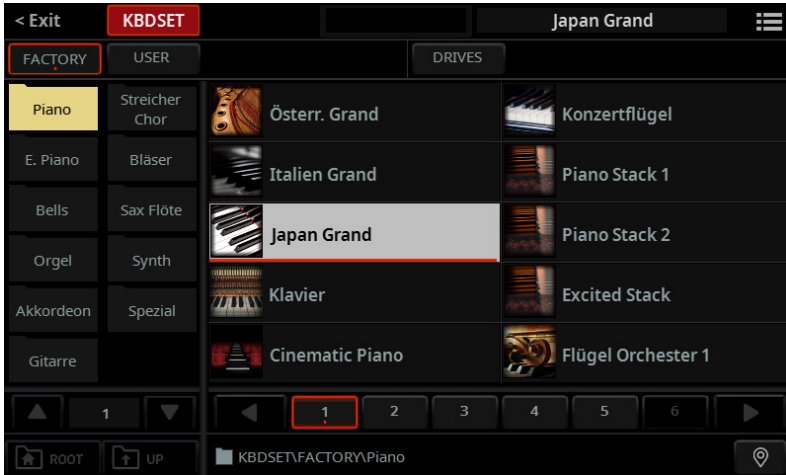 < Exit
KBDSET
Japan Grand
FACTORY
USER
DRIVES
Piano
Streicher
Chor
E. Piano
Bläser
Bells
Sax Flöte
Orgel
Synth
Akkordeon
Spezial
Gitarre
Österr. Grand
Konzertflügel
Italien Grand
Piano Stack 1
Japan Grand
Piano Stack 2
Klavier
Excited Stack
Cinematic Piano
Flügel Orchester 1
1
1
2
3
4
5
6
ROOT
UP
KBDSET\FACTORY\Piano